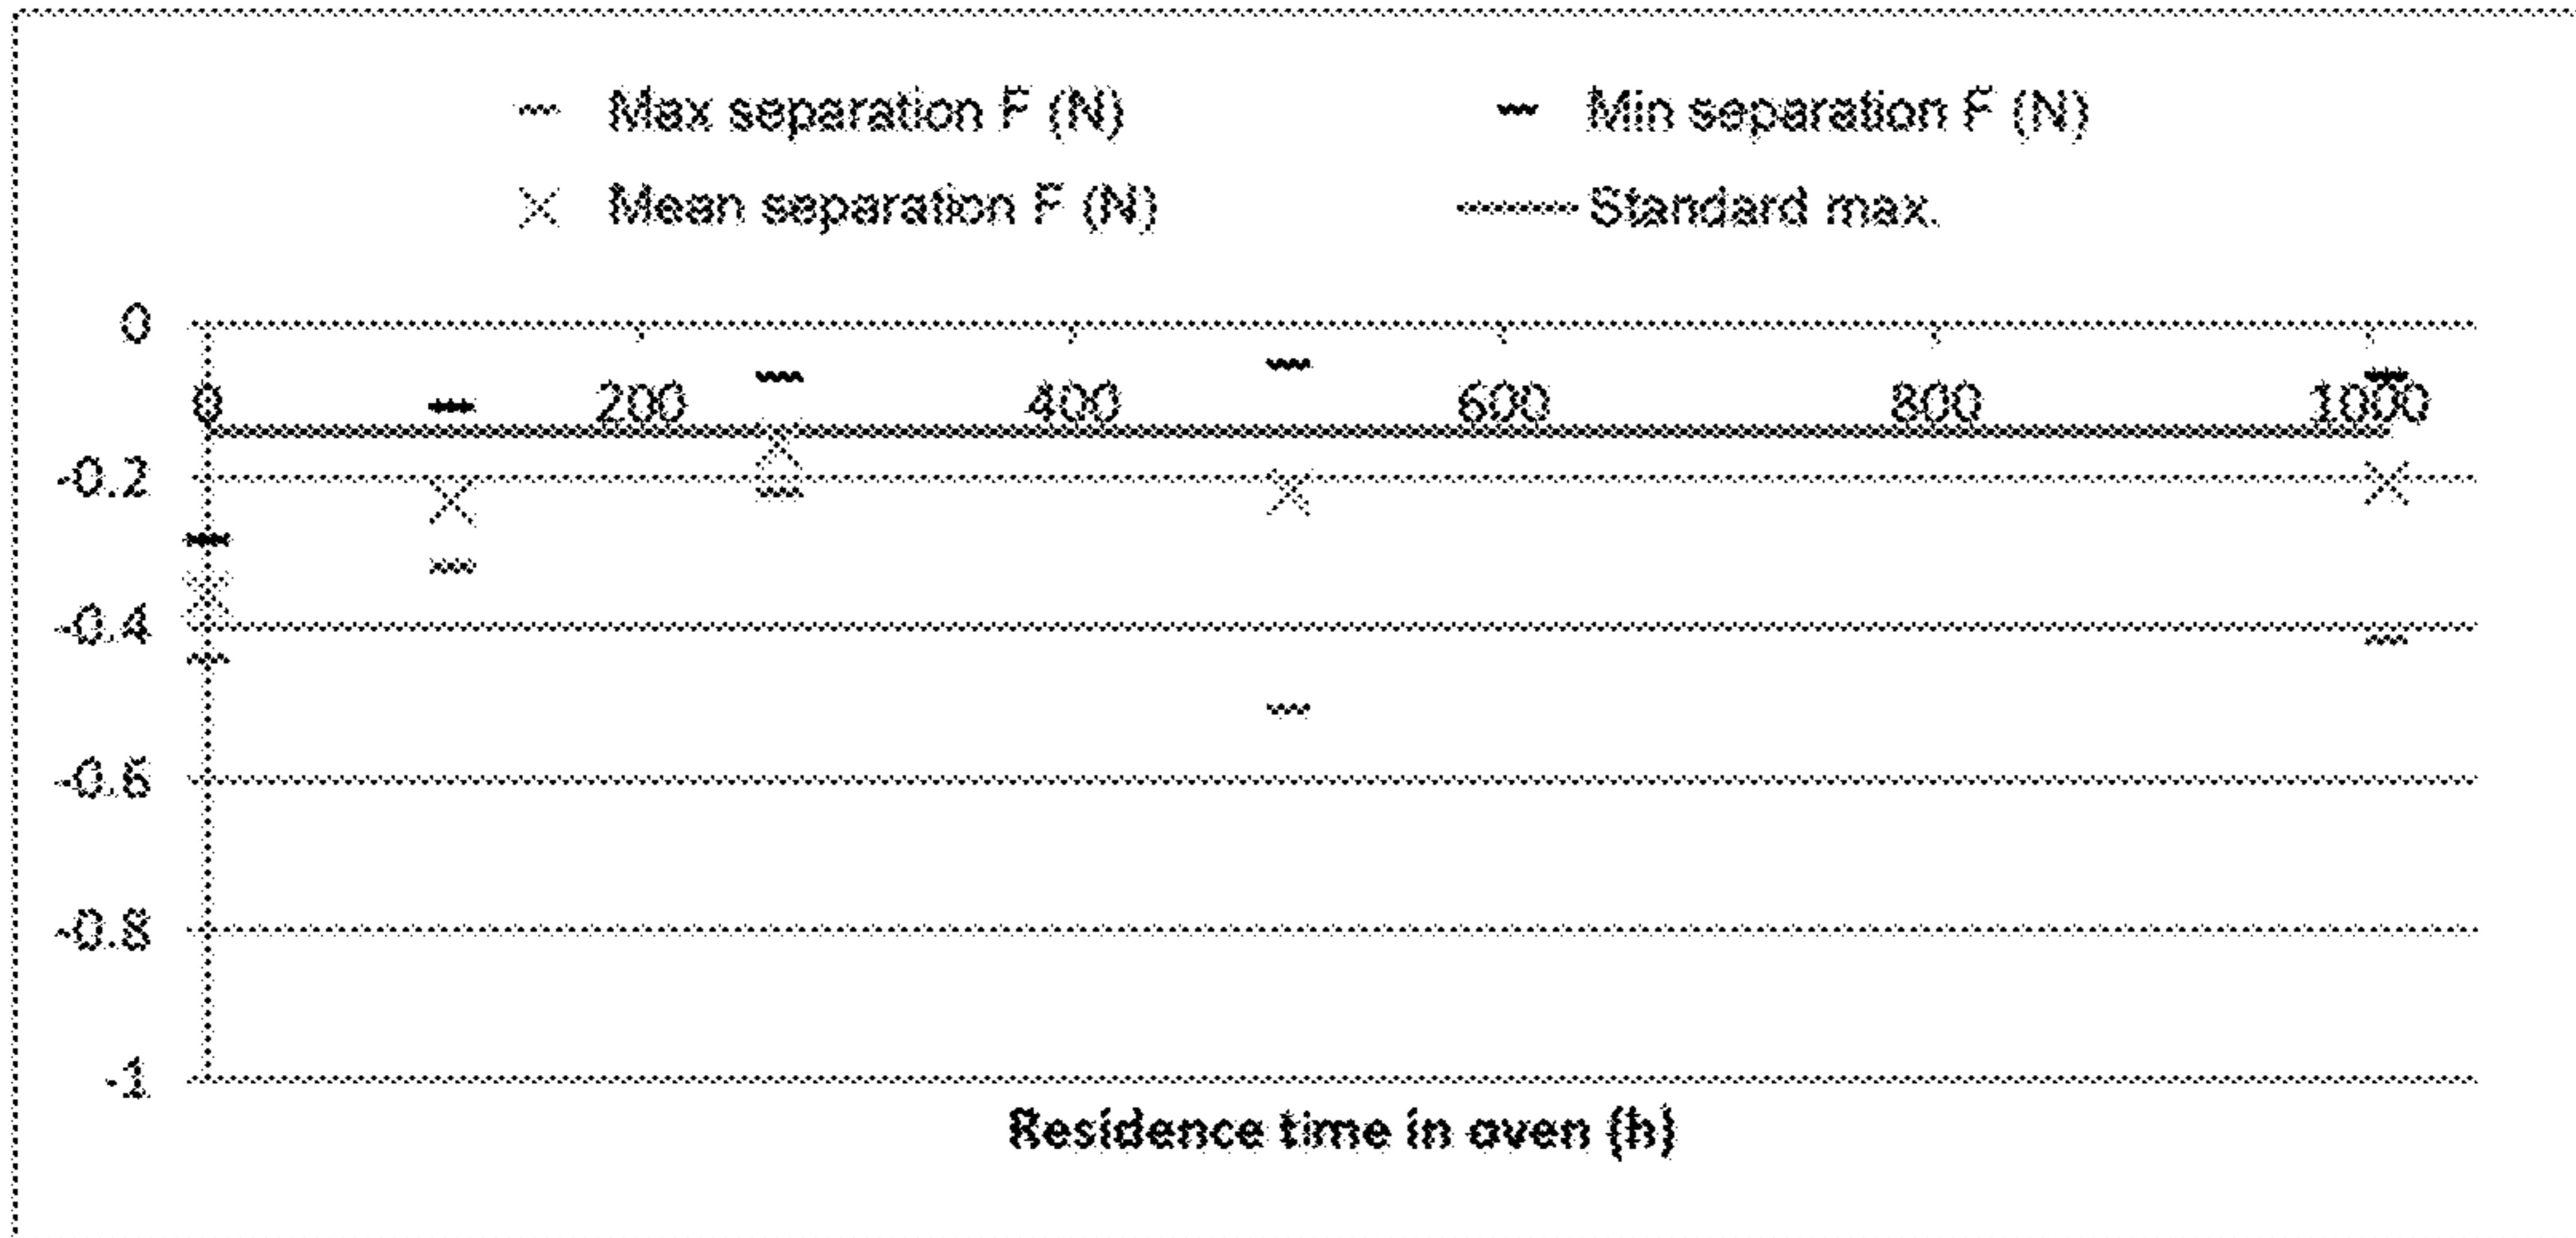 Max separation F (N) Min separation F (N)
Mean separation F (N) Standard max.
0
0 200 400 600 800 1000
-0.2
-0.4
-0.6
-0.8
-1
Residence time in oven (h)